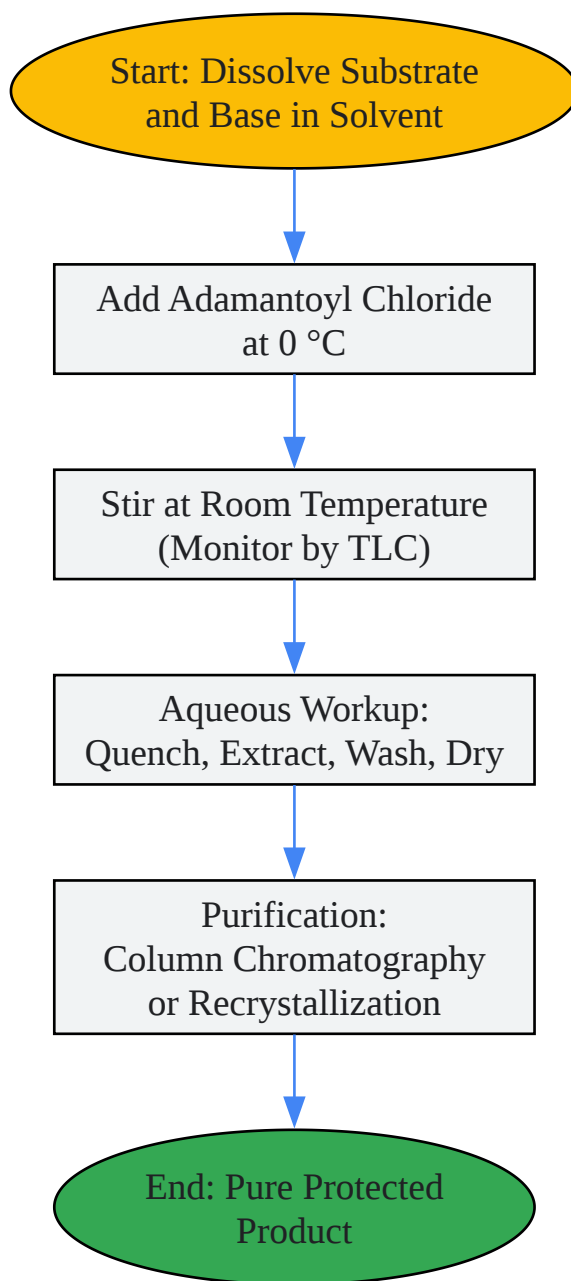 Start: Dissolve Substrate
and Base in Solvent
Add Adamantoyl Chloride
at 0 °C
Stir at Room Temperature
(Monitor by TLC)
Aqueous Workup:
Quench, Extract, Wash, Dry
Purification:
Column Chromatography
or Recrystallization
End: Pure Protected
Product